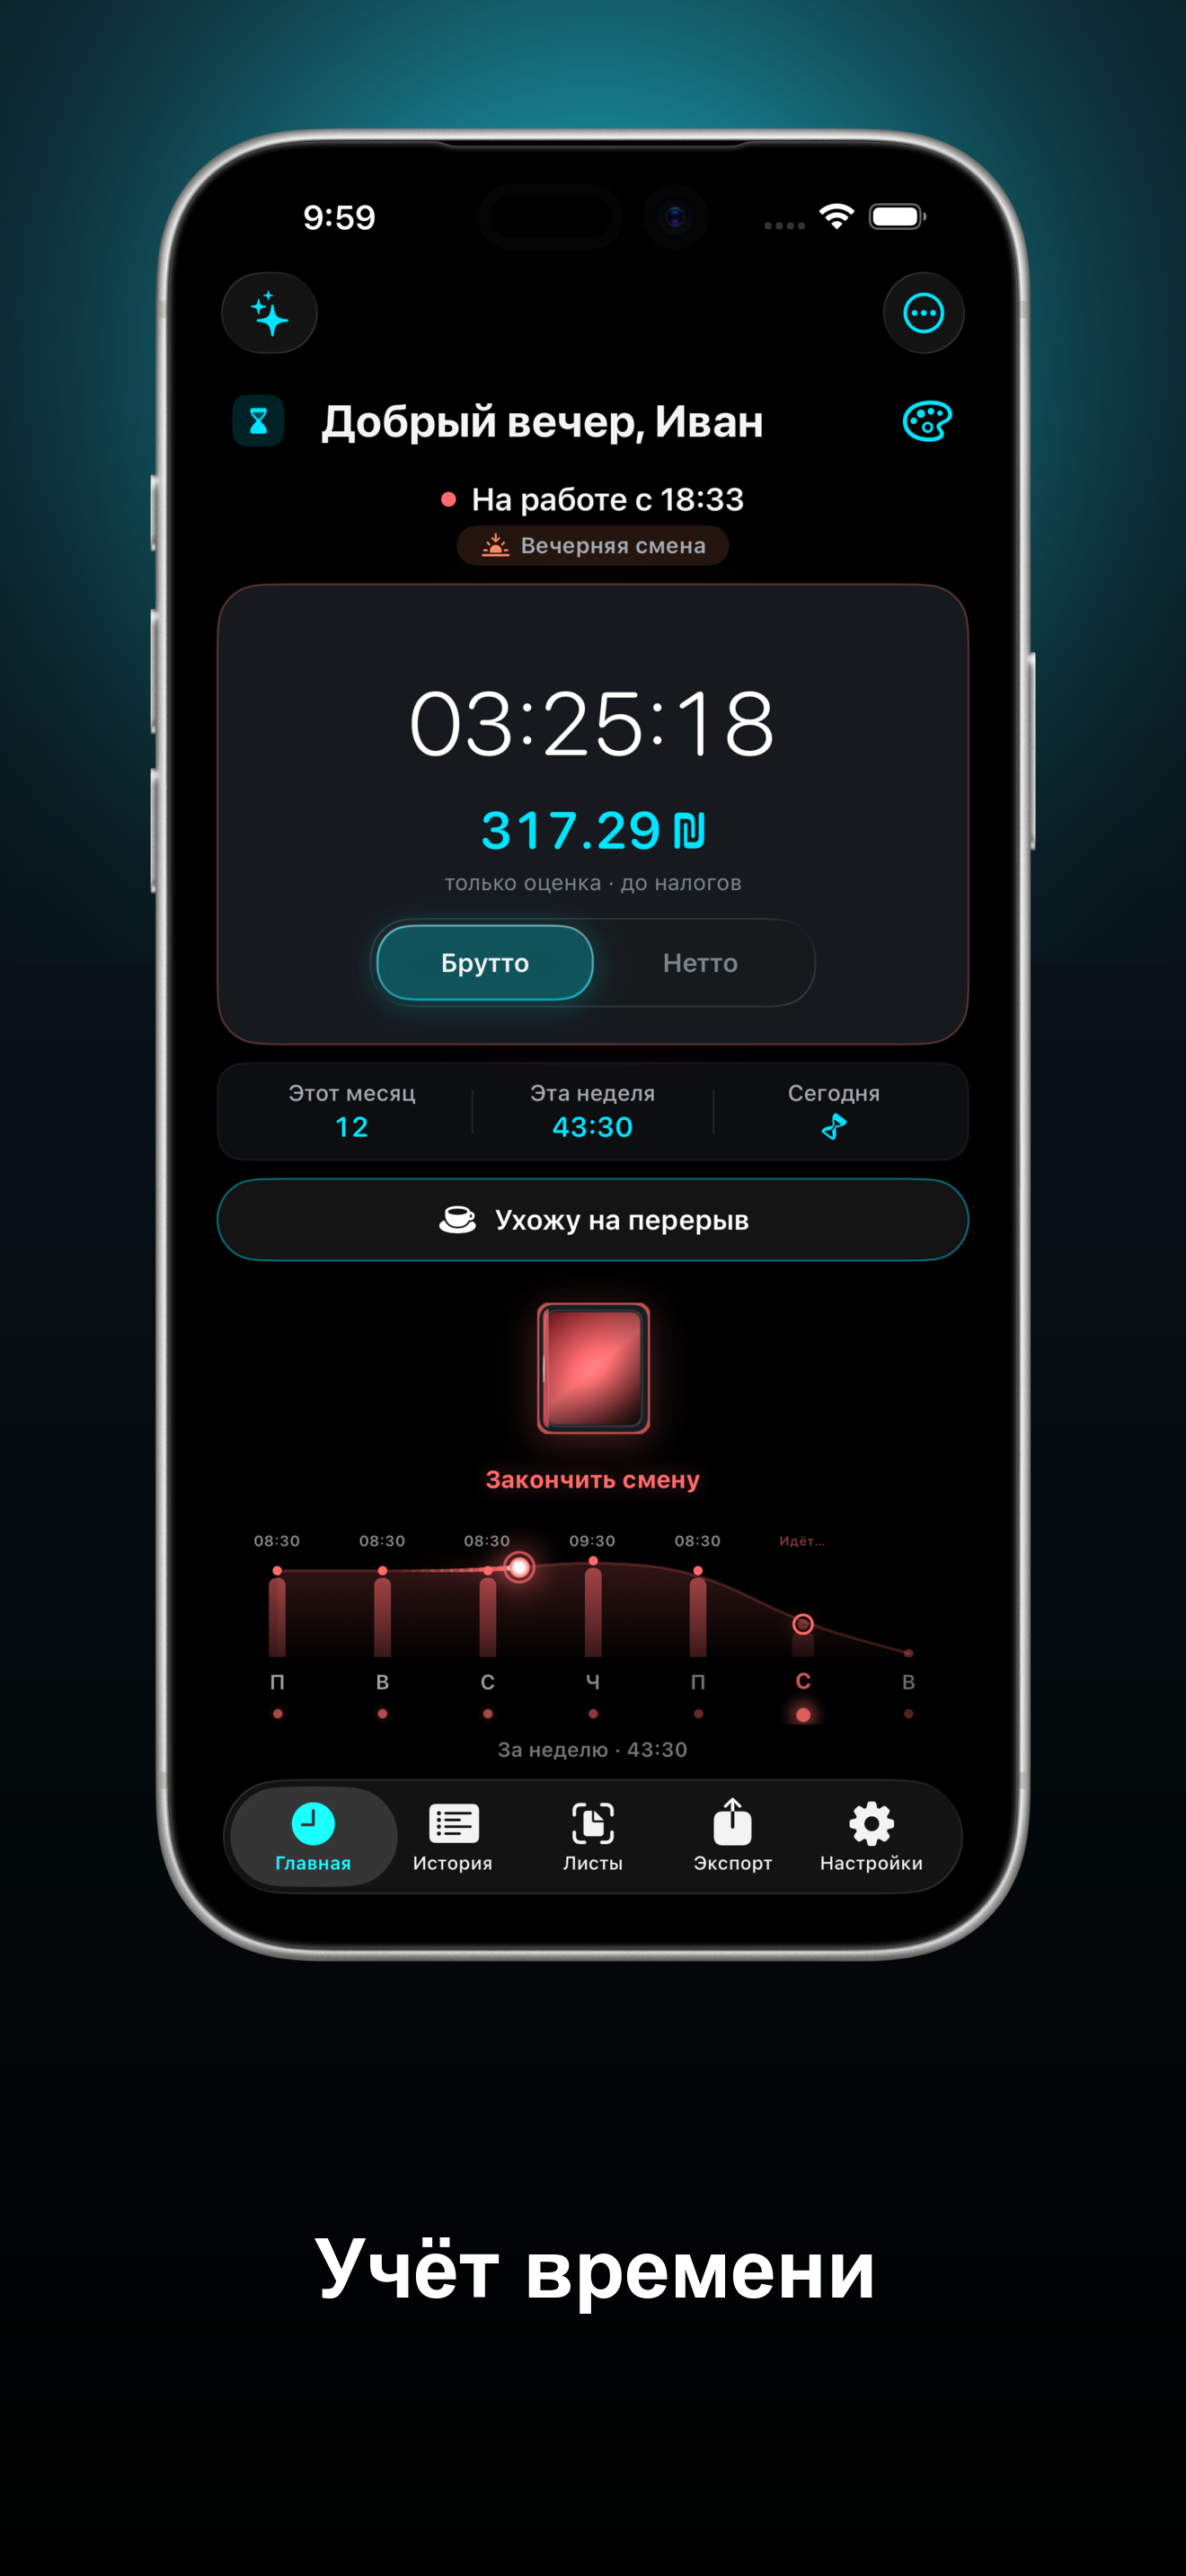 9:59
Добрый вечер, Иван
На работе с 18:33
Вечерняя смена
03:25:18
317.29 ₪
только оценка · до налогов
Брутто Нетто
Этот месяц Эта неделя Сегодня
12 43:30
Ухожу на перерыв
Закончить смену
08:30 08:30 08:30 09:30 08:30 Идёт...
П В С Ч П С В
За неделю · 43:30
Главная История Листы Экспорт Настройки
Учёт времени